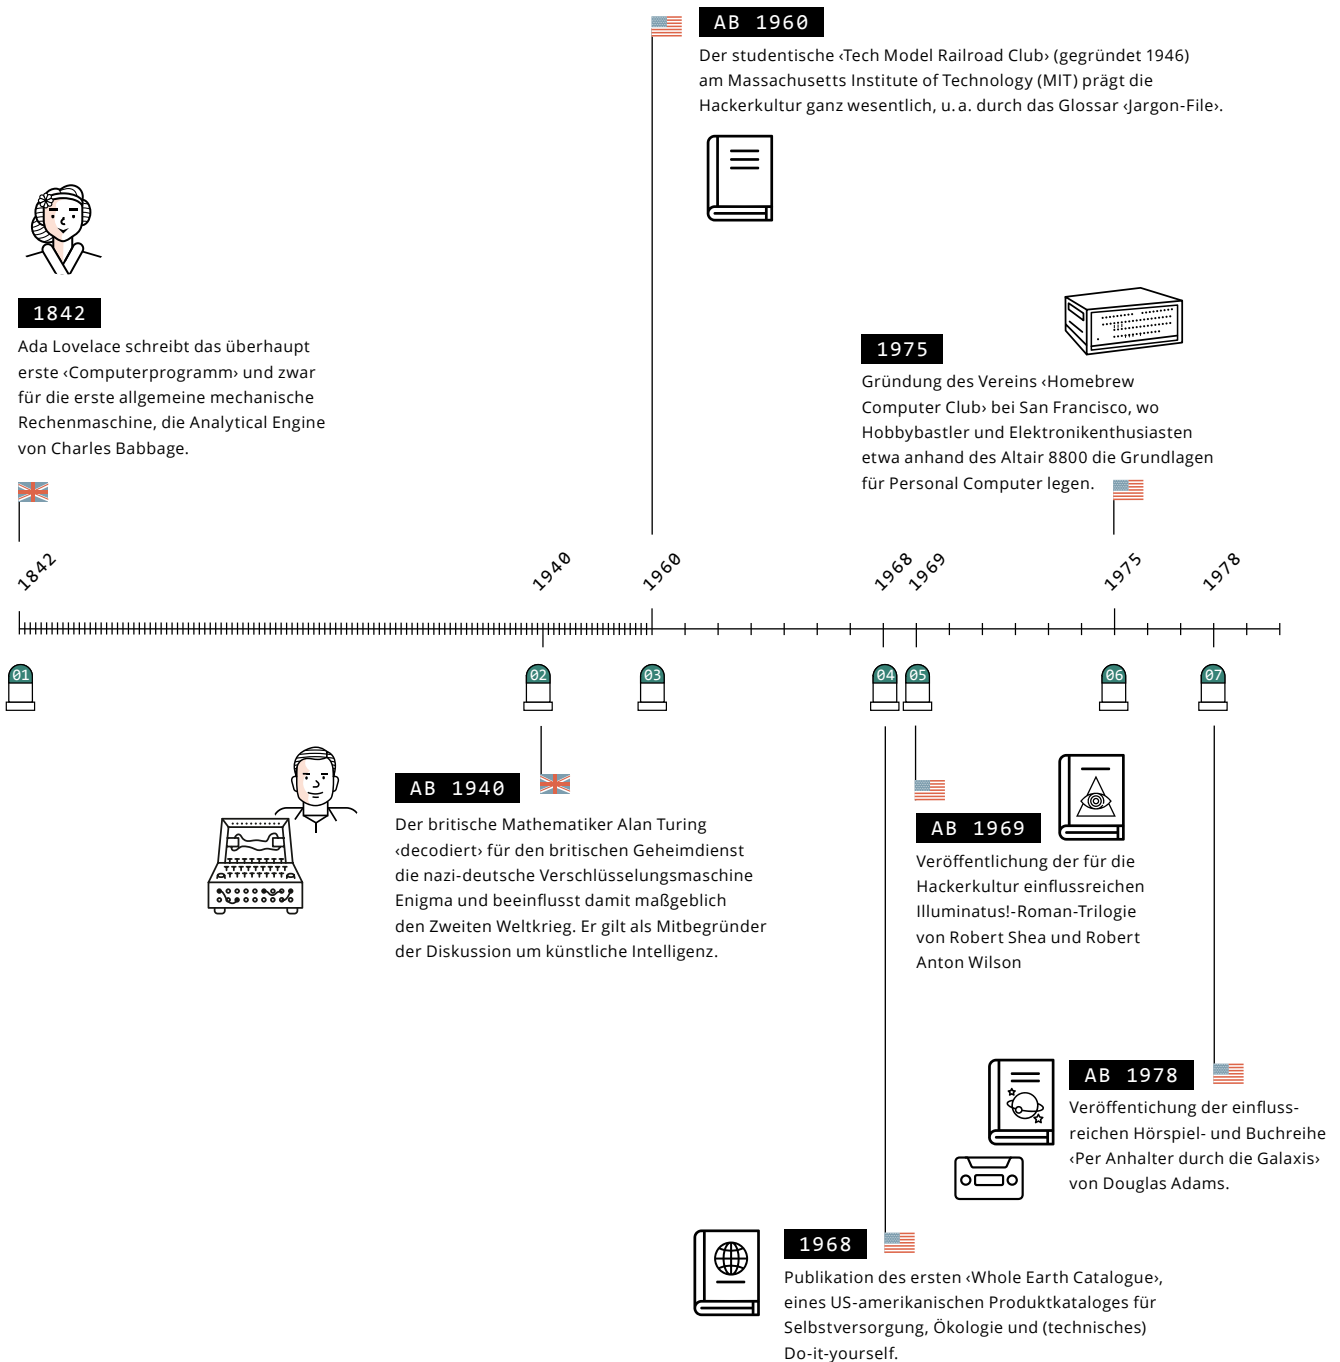 AB 1960
Der studentische ‹Tech Model Railroad Club› (gegründet 1946)
am Massachusetts Institute of Technology (MIT) prägt die
Hackerkultur ganz wesentlich, u. a. durch das Glossar ‹Jargon-File›.
1842
Ada Lovelace schreibt das überhaupt
erste ‹Computerprogramm› und zwar
für die erste allgemeine mechanische
Rechenmaschine, die Analytical Engine
von Charles Babbage.
1975
Gründung des Vereins ‹Homebrew
Computer Club› bei San Francisco, wo
Hobbybastler und Elektronikenthusiasten
etwa anhand des Altair 8800 die Grundlagen
für Personal Computer legen.
1842
1940
1960
1968
1969
1975
1978
01
02
03
04
05
06
07
AB 1940
Der britische Mathematiker Alan Turing
‹decodiert› für den britischen Geheimdienst
die nazi-deutsche Verschlüsselungsmaschine
Enigma und beeinflusst damit maßgeblich
den Zweiten Weltkrieg. Er gilt als Mitbegründer
der Diskussion um künstliche Intelligenz.
AB 1969
Veröffentlichung der für die
Hackerkultur einflussreichen
Illuminatus!-Roman-Trilogie
von Robert Shea und Robert
Anton Wilson
AB 1978
Veröffentichung der einfluss-
reichen Hörspiel- und Buchreihe
‹Per Anhalter durch die Galaxis›
von Douglas Adams.
1968
Publikation des ersten ‹Whole Earth Catalogue›,
eines US-amerikanischen Produktkataloges für
Selbstversorgung, Ökologie und (technisches)
Do-it-yourself.